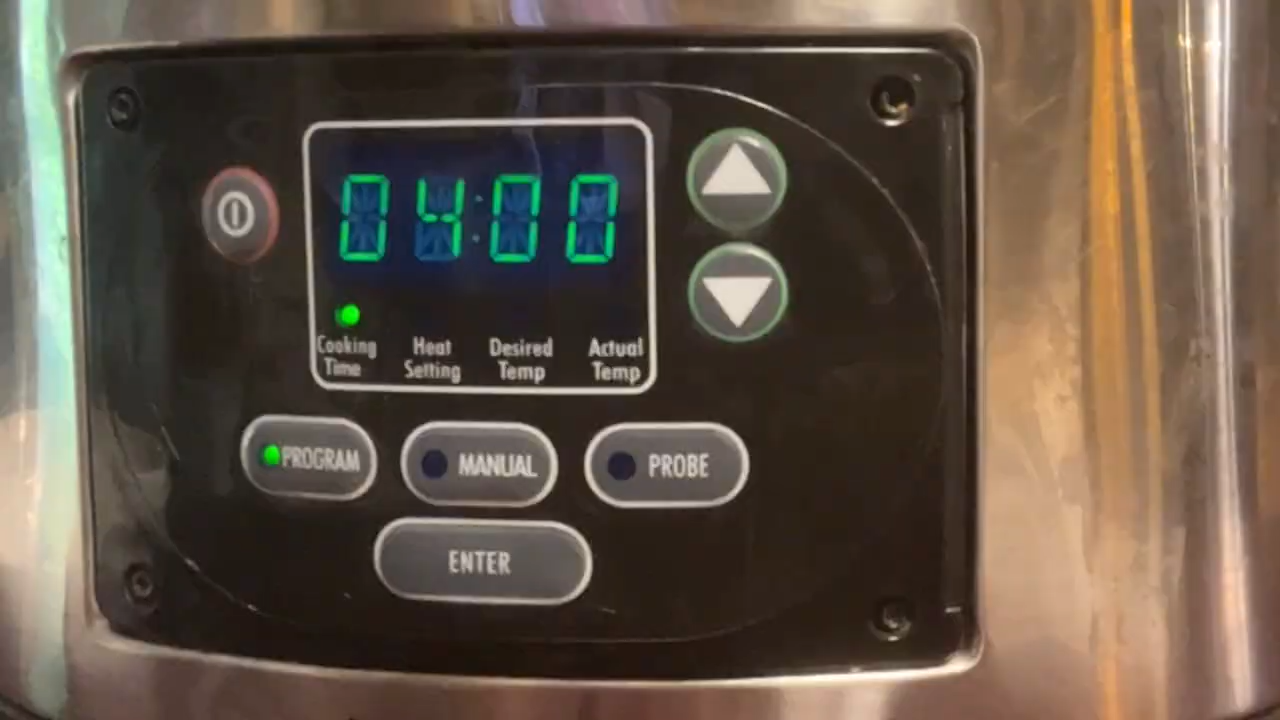 04:00
Cooking Time
Heat Setting
Desired Temp
Actual Temp
PROGRAM
MANUAL
PROBE
ENTER